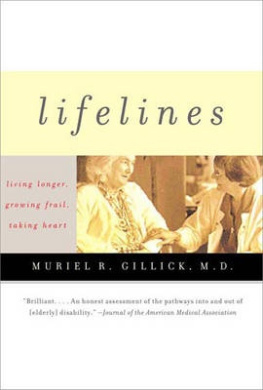 lifelines
living longer,
growing frail,
taking heart
MURIEL R. GILLICK, M.D.
"Brilliant. . . . An honest assessment of the pathways into and out of
[elderly] disability." –Journal of the American Medical Association